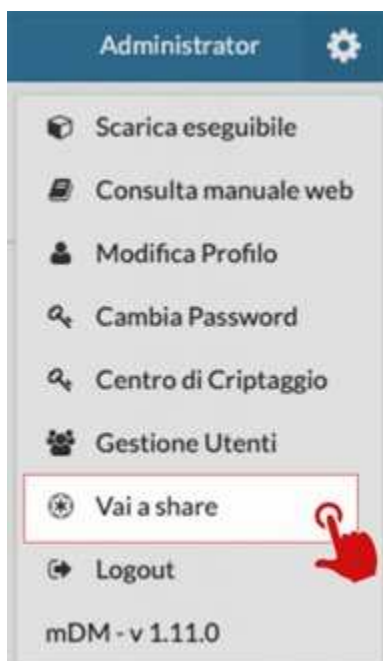 Administrator
Scarica eseguibile
Consulta manuale web
Modifica Profilo
Cambia Password
Centro di Criptaggio
Gestione Utenti
Vai a share
Logout
mDM - v 1.11.0